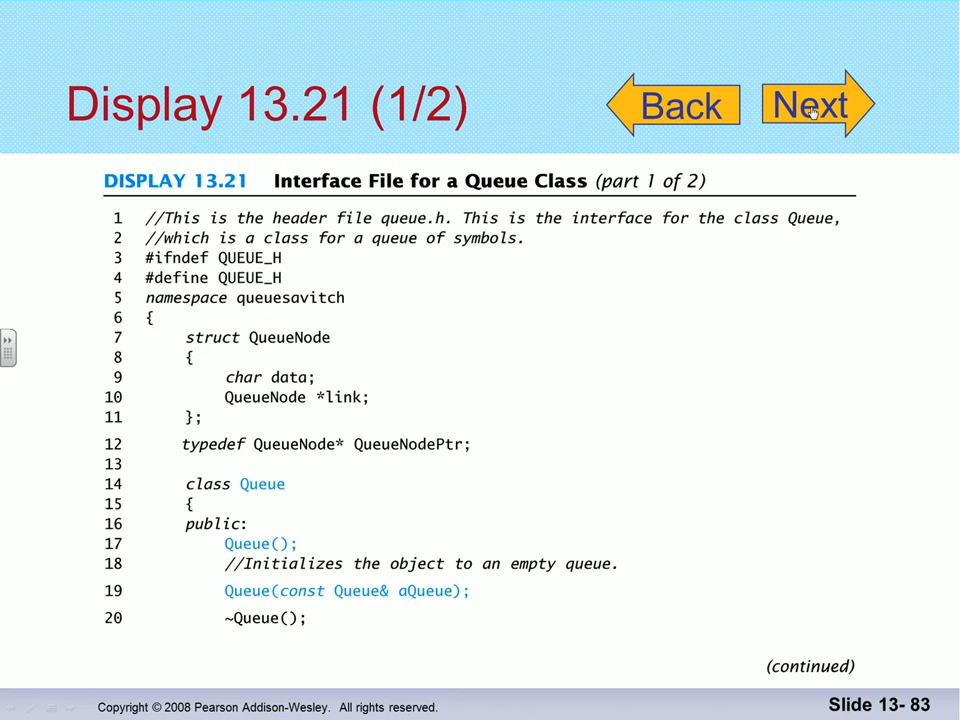 Display 13.21 (1/2)
Back
Next
DISPLAY 13.21 Interface File for a Queue Class (part 1 of 2)
1 //This is the header file queue.h. This is the interface for the class Queue,
2 //which is a class for a queue of symbols.
3 #ifndef QUEUE_H
4 #define QUEUE_H
5 namespace queuesavitch
6 {
7 struct QueueNode
8 {
9 char data;
10 QueueNode *link;
11 };
12 typedef QueueNode* QueueNodePtr;
13
14 class Queue
15 {
16 public:
17 Queue();
18 //Initializes the object to an empty queue.
19 Queue(const Queue& aQueue);
20 ~Queue();
(continued)
Copyright © 2008 Pearson Addison-Wesley. All rights reserved.
Slide 13- 83